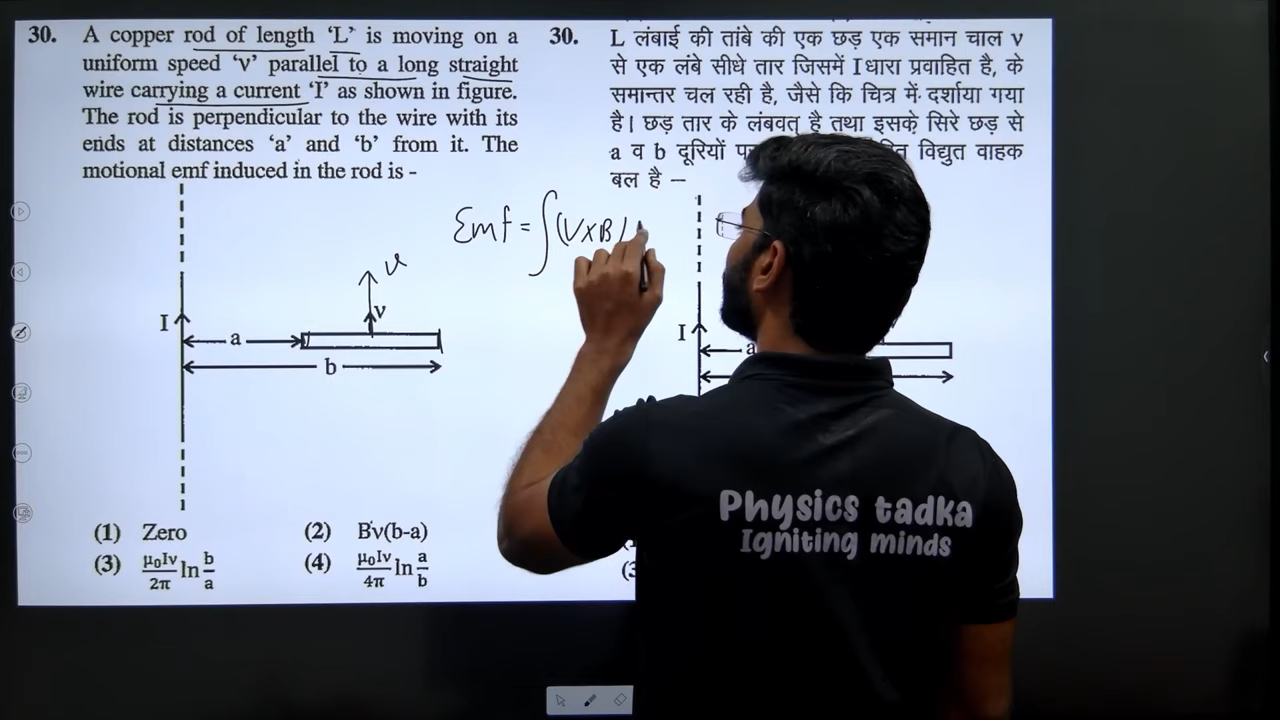 30. A copper rod of length ‘L’ is moving on a
uniform speed ‘v’ parallel to a long straight
wire carrying a current ‘I’ as shown in figure.
The rod is perpendicular to the wire with its
ends at distances ‘a’ and ‘b’ from it. The
motional emf induced in the rod is -
Emf = ∫(V×B)
v
v
I
a
b
(1) Zero
(2) Bv(b-a)
(3) μ₀Iv/2π ln b/a
(4) μ₀Iv/4π ln a/b
30. L लंबाई की तांबे की एक छड़ एक समान चाल v
से एक लंबे सीधे तार जिसमें I धारा प्रवाहित है, के
समान्तर चल रही है, जैसे कि चित्र में दर्शाया गया
है। छड़ तार के लंबवत् है तथा इसके सिरे छड़ से
a व b दूरियों विद्युत वाहक
बल है –
I
a
(3
Physics tadka
Igniting minds